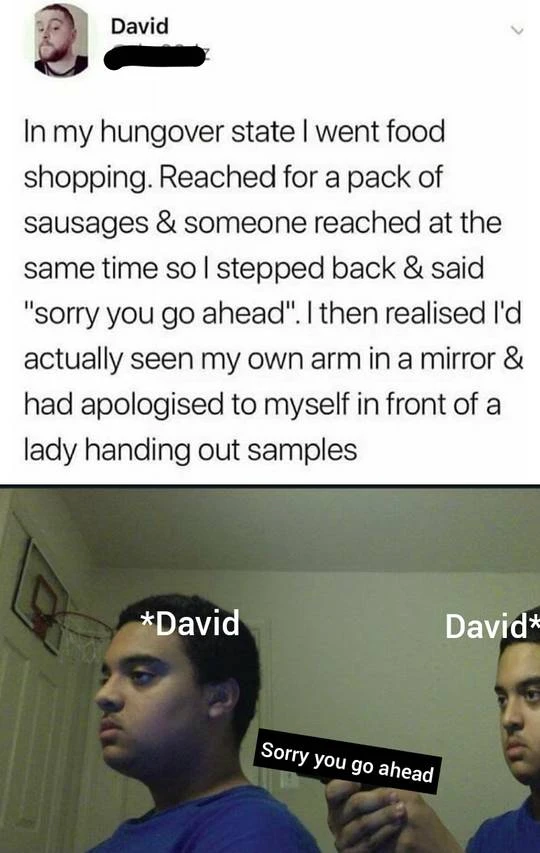 David
In my hungover state I went food
shopping. Reached for a pack of
sausages & someone reached at the
same time so I stepped back & said
"sorry you go ahead". I then realised I'd
actually seen my own arm in a mirror &
had apologised to myself in front of a
lady handing out samples
*David
David*
Sorry you go ahead